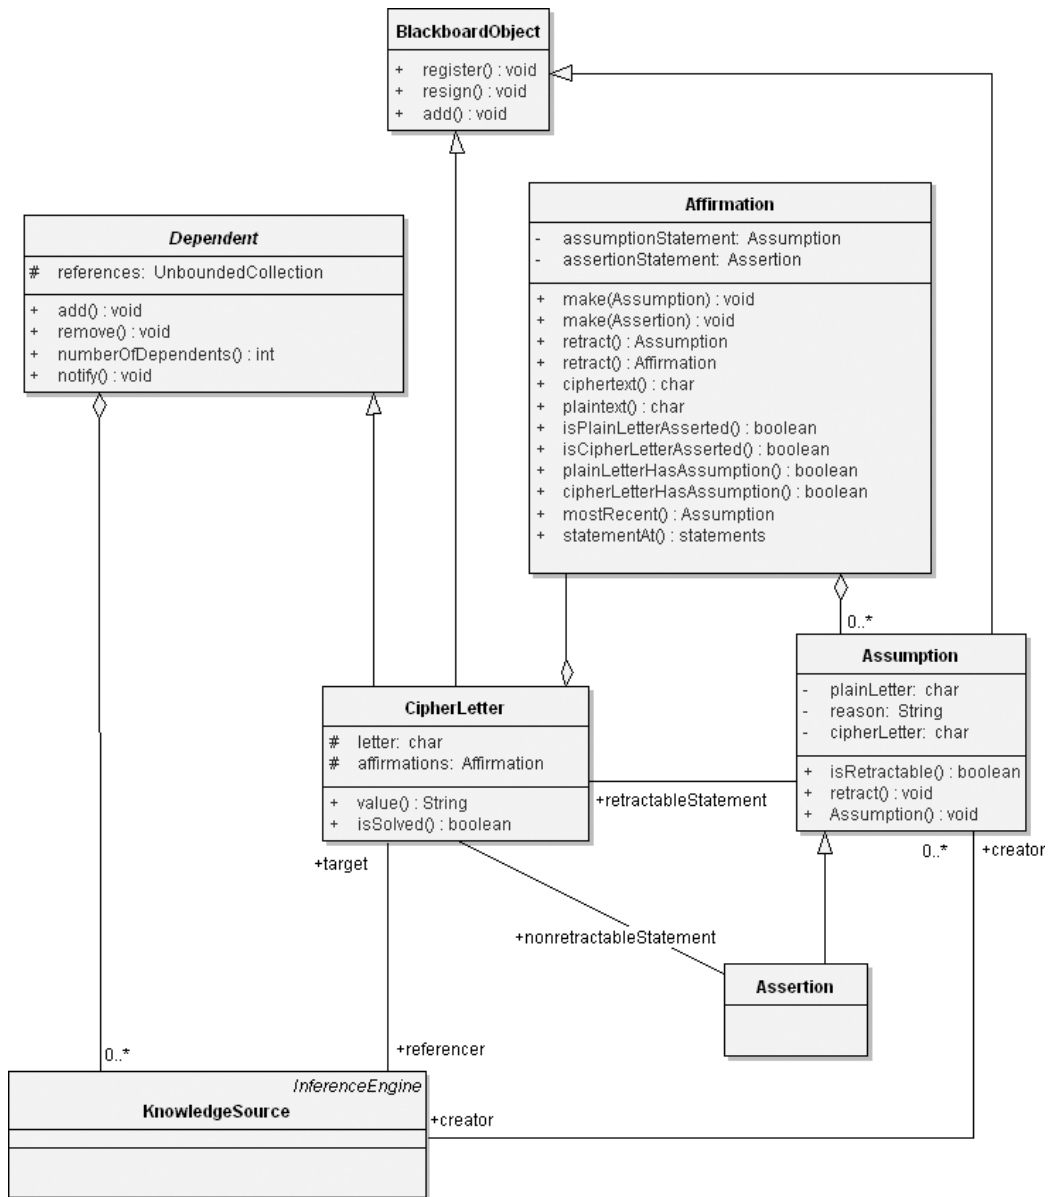 BlackboardObject
+ register() : void
+ resign() : void
+ add() : void
Affirmation
- assumptionStatement: Assumption
- assertionStatement: Assertion
+ make(Assumption) : void
+ make(Assertion) : void
+ retract() : Assumption
+ retract() : Affirmation
+ ciphertext() : char
+ plaintext() : char
+ isPlainLetterAsserted() : boolean
+ isCipherLetterAsserted() : boolean
+ plainLetterHasAssumption() : boolean
+ cipherLetterHasAssumption() : boolean
+ mostRecent() : Assumption
+ statementAt() : statements
Dependent
# references: UnboundedCollection
+ add() : void
+ remove() : void
+ numberOfDependents() : int
+ notify() : void
0..*
Assumption
- plainLetter: char
- reason: String
- cipherLetter: char
+ isRetractable() : boolean
+ retract() : void
+ Assumption() : void
CipherLetter
# letter: char
# affirmations: Affirmation
+ value() : String
+ isSolved() : boolean
+retractableStatement
0..*
+creator
+target
+nonretractableStatement
Assertion
+referencer
0..*
InferenceEngine
KnowledgeSource
+creator